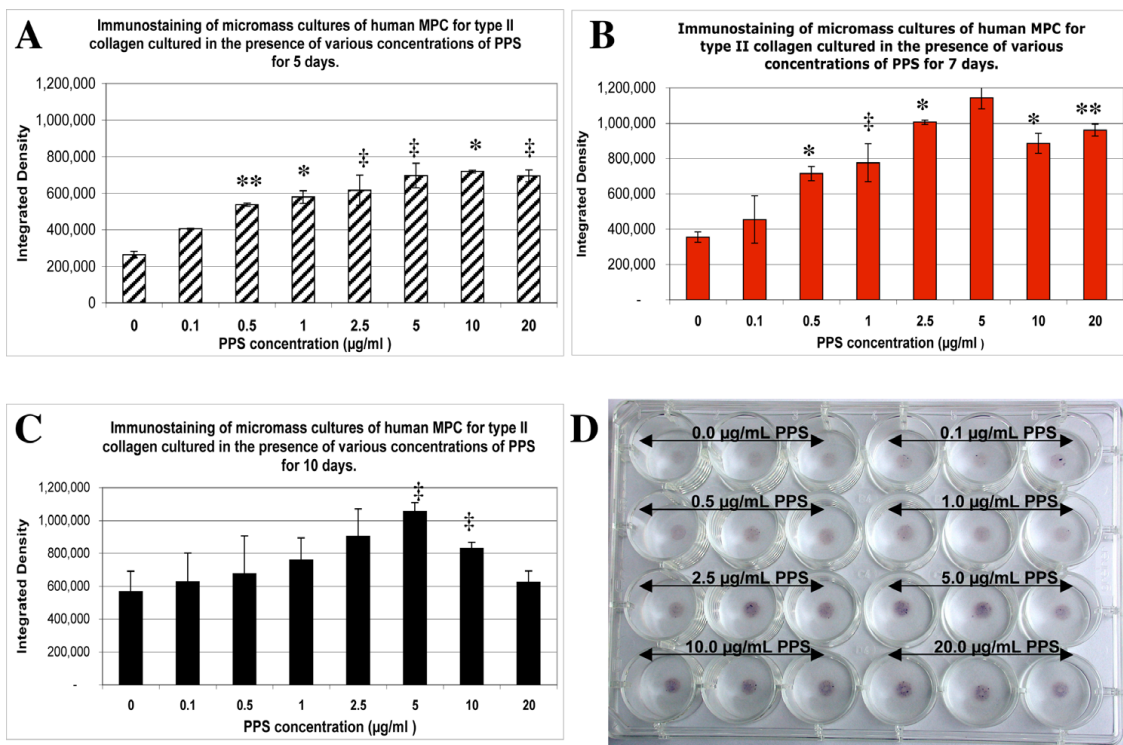 A
Immunostaining of micromass cultures of human MPC for type II
collagen cultured in the presence of various concentrations of PPS
for 5 days.
Integrated Density
1,200,000
1,000,000
800,000
600,000
400,000
200,000
0
** * ‡ ‡ * ‡
0 0.1 0.5 1 2.5 5 10 20
PPS concentration (µg/ml )
B
Immunostaining of micromass cultures of human MPC for
type II collagen cultured in the presence of various
concentrations of PPS for 7 days.
Integrated Density
1,200,000
1,000,000
800,000
600,000
400,000
200,000
-
* ‡ * * **
0 0.1 0.5 1 2.5 5 10 20
PPS concentration (µg/ml )
C
Immunostaining of micromass cultures of human MPC for type II
collagen cultured in the presence of various concentrations of PPS
for 10 days.
Integrated Density
1,200,000
1,000,000
800,000
600,000
400,000
200,000
-
‡ ‡
0 0.1 0.5 1 2.5 5 10 20
PPS concentration (µg/ml )
D
0.0 µg/mL PPS 0.1 µg/mL PPS
0.5 µg/mL PPS 1.0 µg/mL PPS
2.5 µg/mL PPS 5.0 µg/mL PPS
10.0 µg/mL PPS 20.0 µg/mL PPS